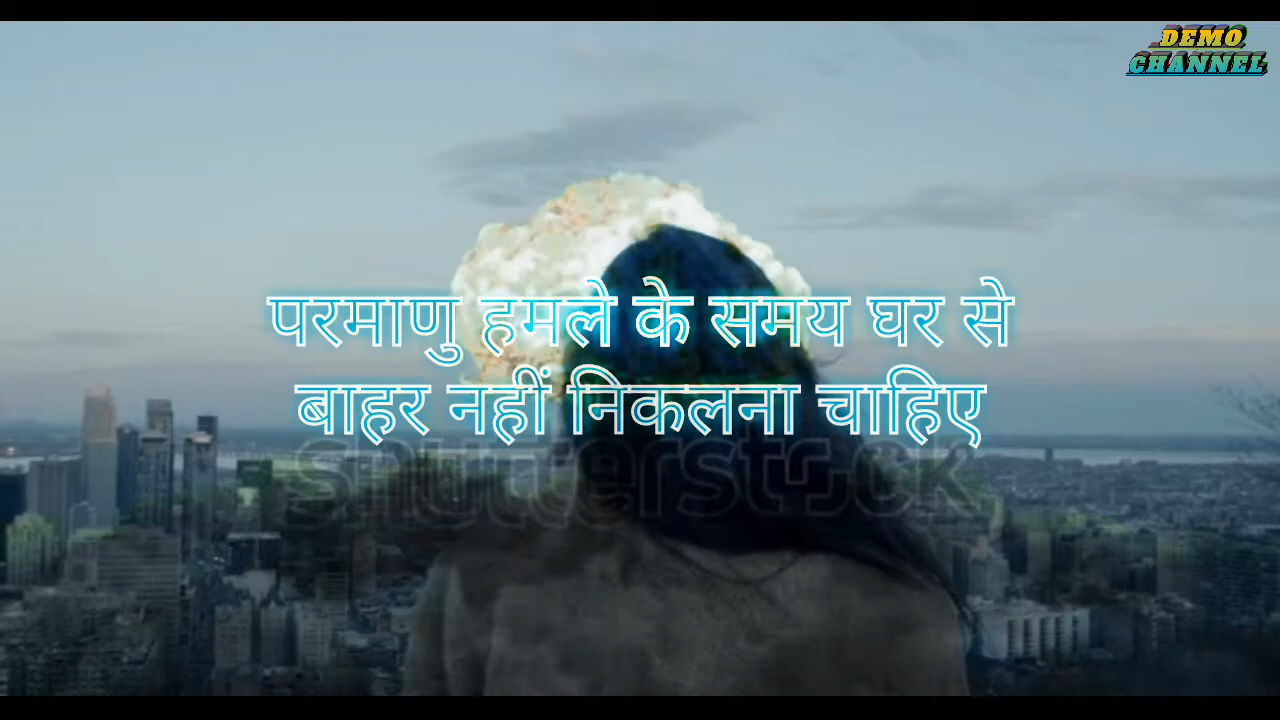 DEMO
CHANNEL
परमाणु हमले के समय घर से
बाहर नहीं निकलना चाहिए
shutterstock